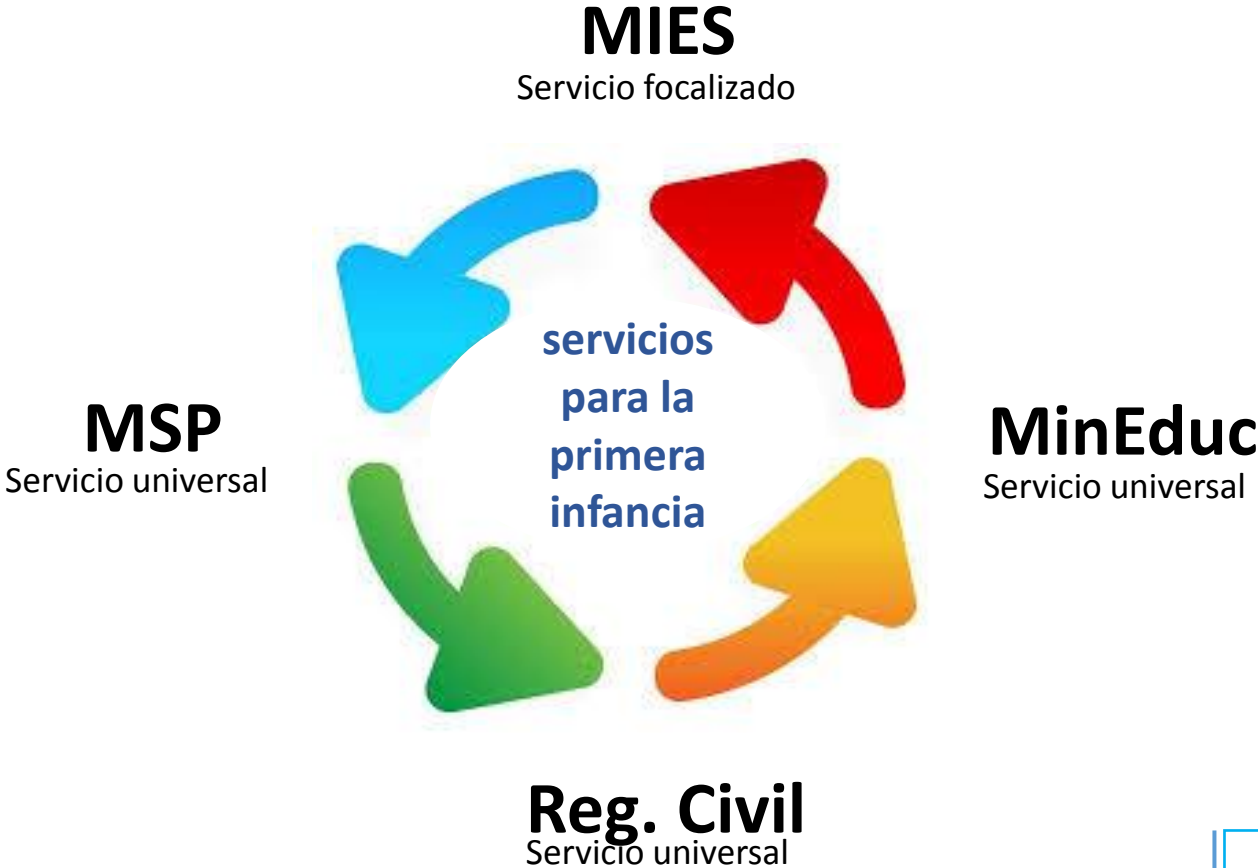 MIES
Servicio focalizado
servicios
para la
primera
infancia
MSP
Servicio universal
MinEduc
Servicio universal
Reg. Civil
Servicio universal